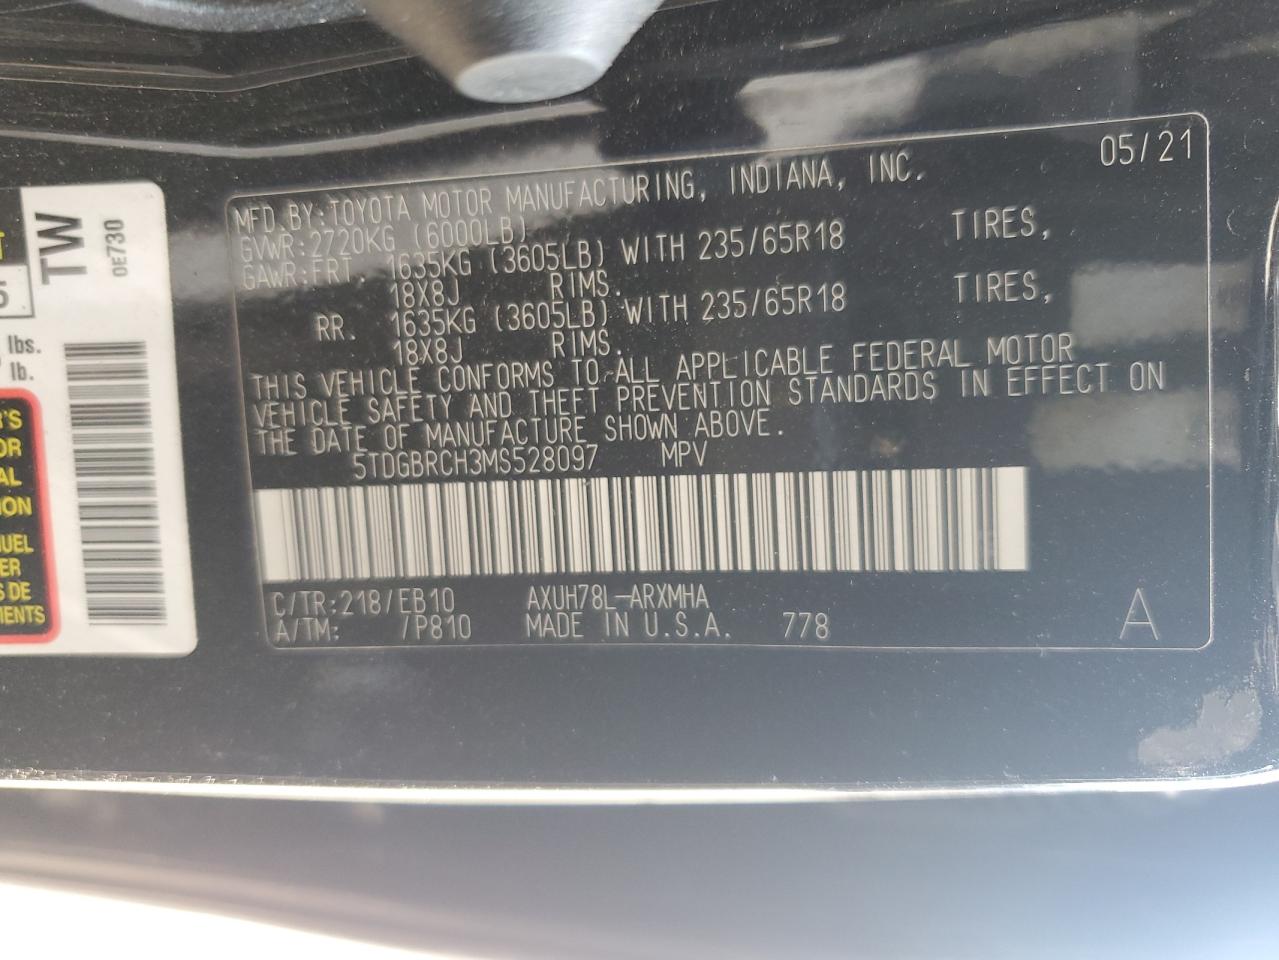 MFD.BY:TOYOTA MOTOR MANUFACTURING, INDIANA, INC. 05/21
GVWR:2720KG (6000LB)
GAWR:FRT. 1635KG (3605LB) WITH 235/65R18 TIRES,
18X8J RIMS.
RR. 1635KG (3605LB) WITH 235/65R18 TIRES,
18X8J RIMS.
THIS VEHICLE CONFORMS TO ALL APPLICABLE FEDERAL MOTOR
VEHICLE SAFETY AND THEFT PREVENTION STANDARDS IN EFFECT ON
THE DATE OF MANUFACTURE SHOWN ABOVE.
5TDGBRCH3MS528097 MPV
C/TR:218/EB10 AXUH78L-ARXMHA
A/TM: /P810 MADE IN U.S.A. 778 A
TW
0E730
lbs.
lb.